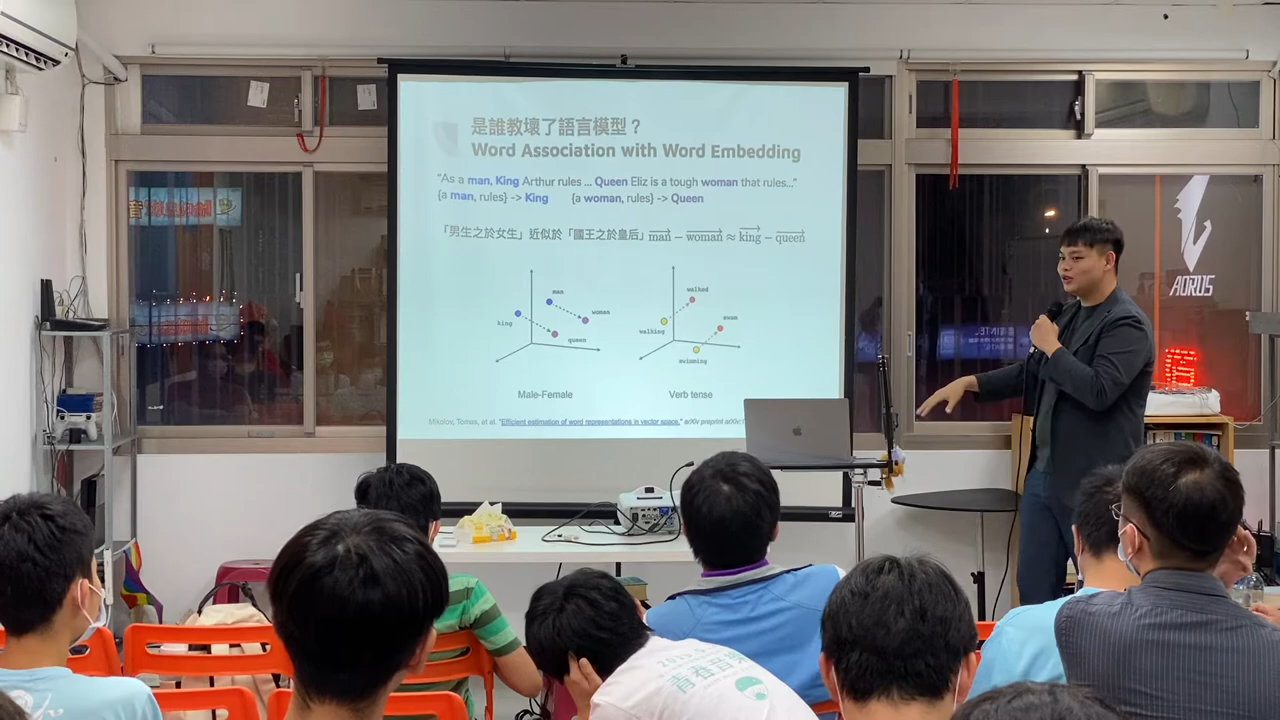 是誰教壞了語言模型？
Word Association with Word Embedding
"As a man, King Arthur rules ... Queen Eliz is a tough woman that rules..."
{a man, rules} -> King {a woman, rules} -> Queen
「男生之於女生」近似於「國王之於皇后」man − woman ≈ king − queen
man
woman
king
queen
walked
swam
walking
swimming
Male-Female
Verb tense
Mikolov, Tomas, et al. "Efficient estimation of word representations in vector space." arXiv preprint arXiv:
AORUS
青春音